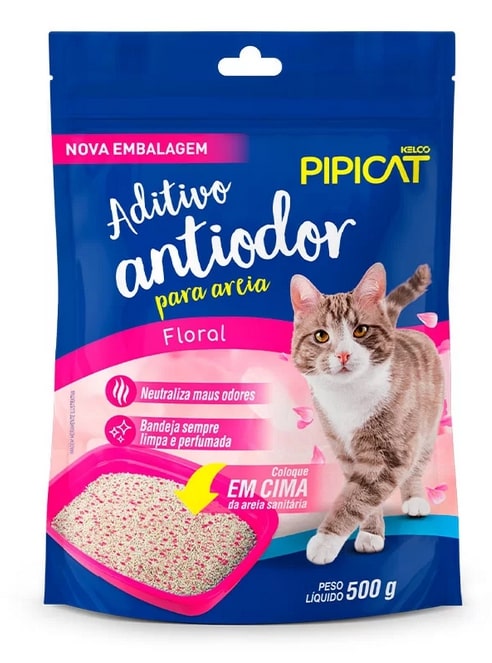 NOVA EMBALAGEM
KELCO
PIPICAT
Aditivo
antiodor
para areia
Floral
Neutraliza maus odores
Bandeja sempre
limpa e perfumada
Coloque
EM CIMA
da areia sanitária
PESO
LÍQUIDO 500 g